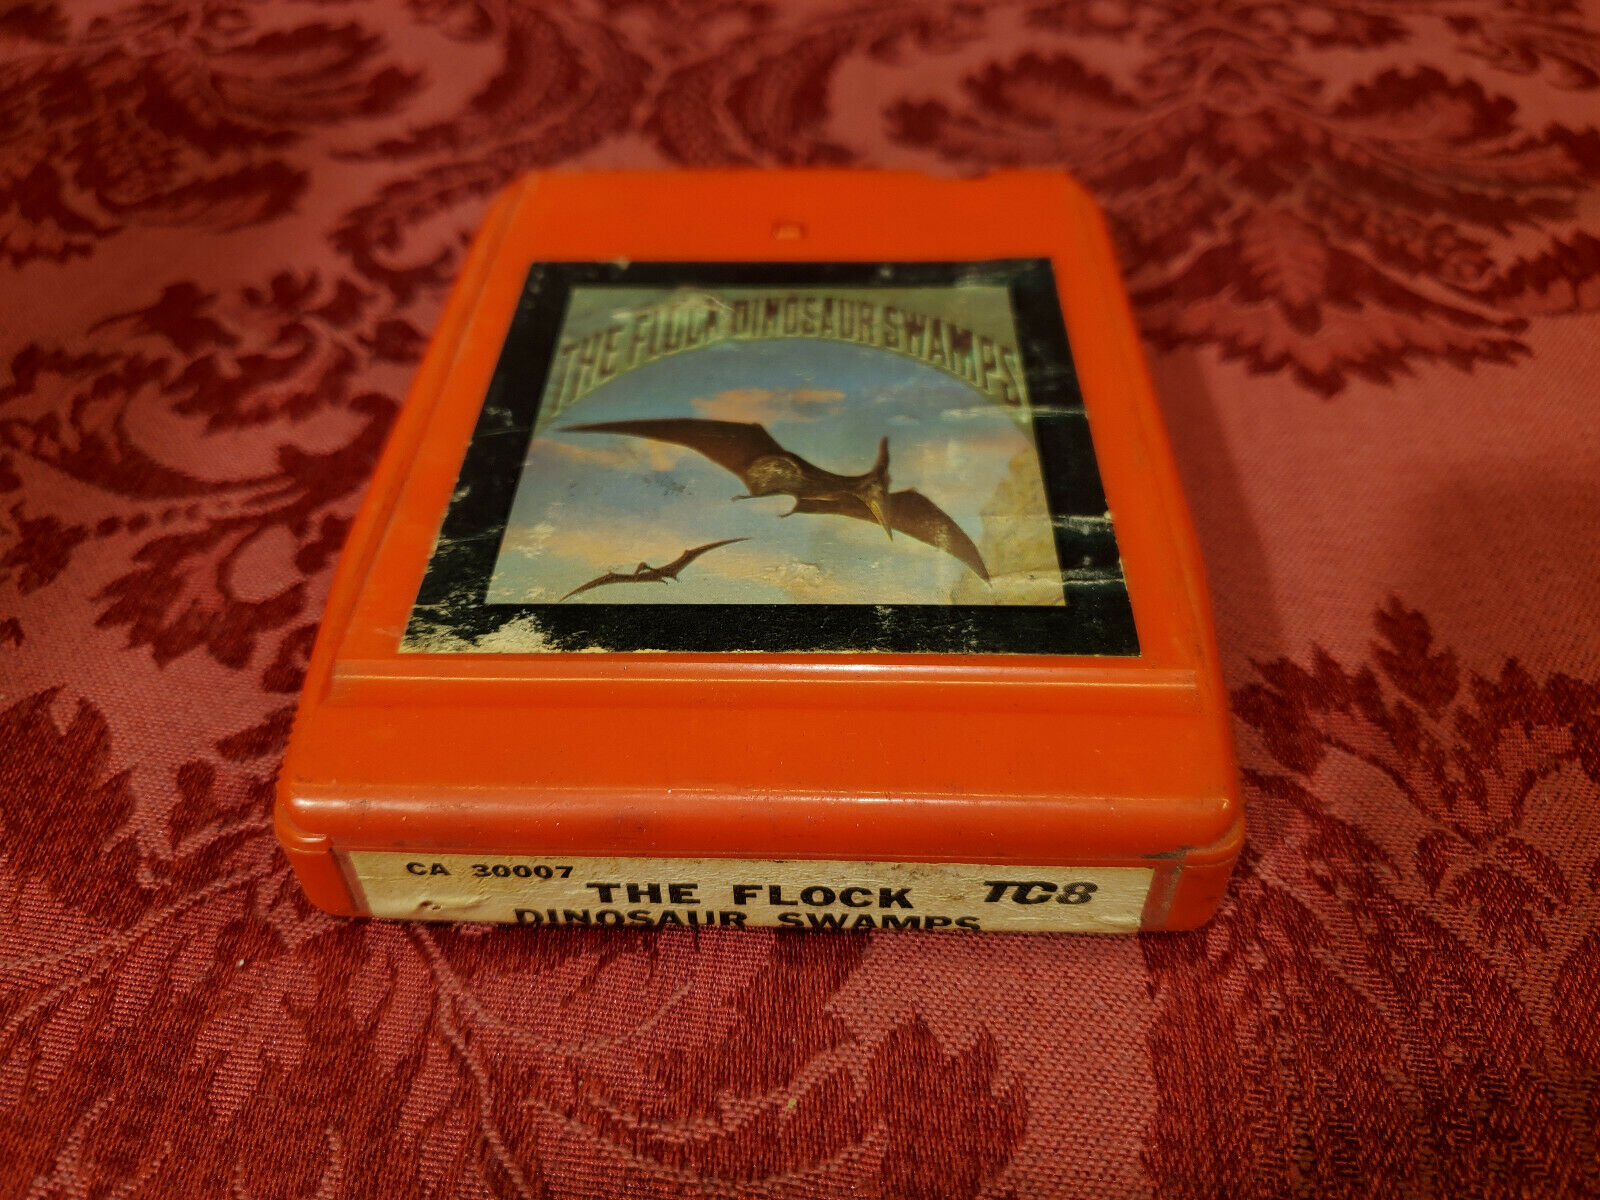 THE FLOCK DINOSAUR SWAMPS
CA 30007
THE FLOCK
TC8
DINOSAUR SWAMPS